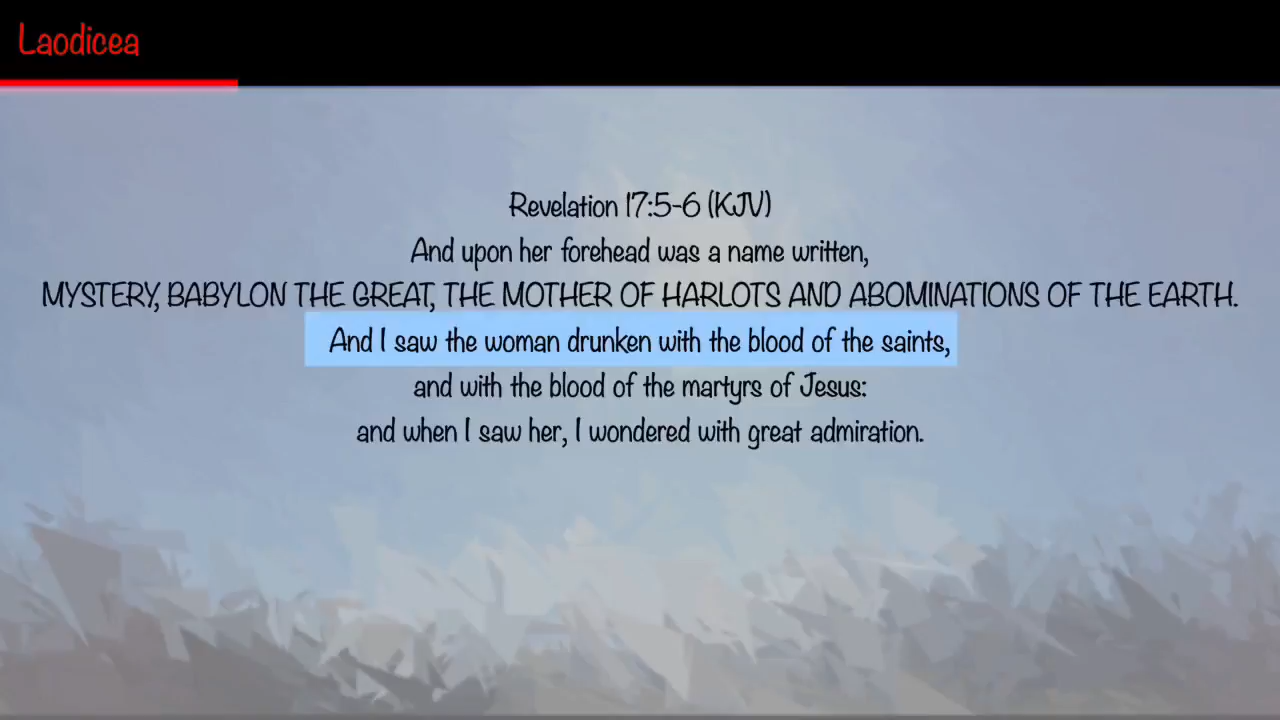 Laodicea
Revelation 17:5-6 (KJV)
And upon her forehead was a name written,
MYSTERY, BABYLON THE GREAT, THE MOTHER OF HARLOTS AND ABOMINATIONS OF THE EARTH.
And I saw the woman drunken with the blood of the saints,
and with the blood of the martyrs of Jesus:
and when I saw her, I wondered with great admiration.